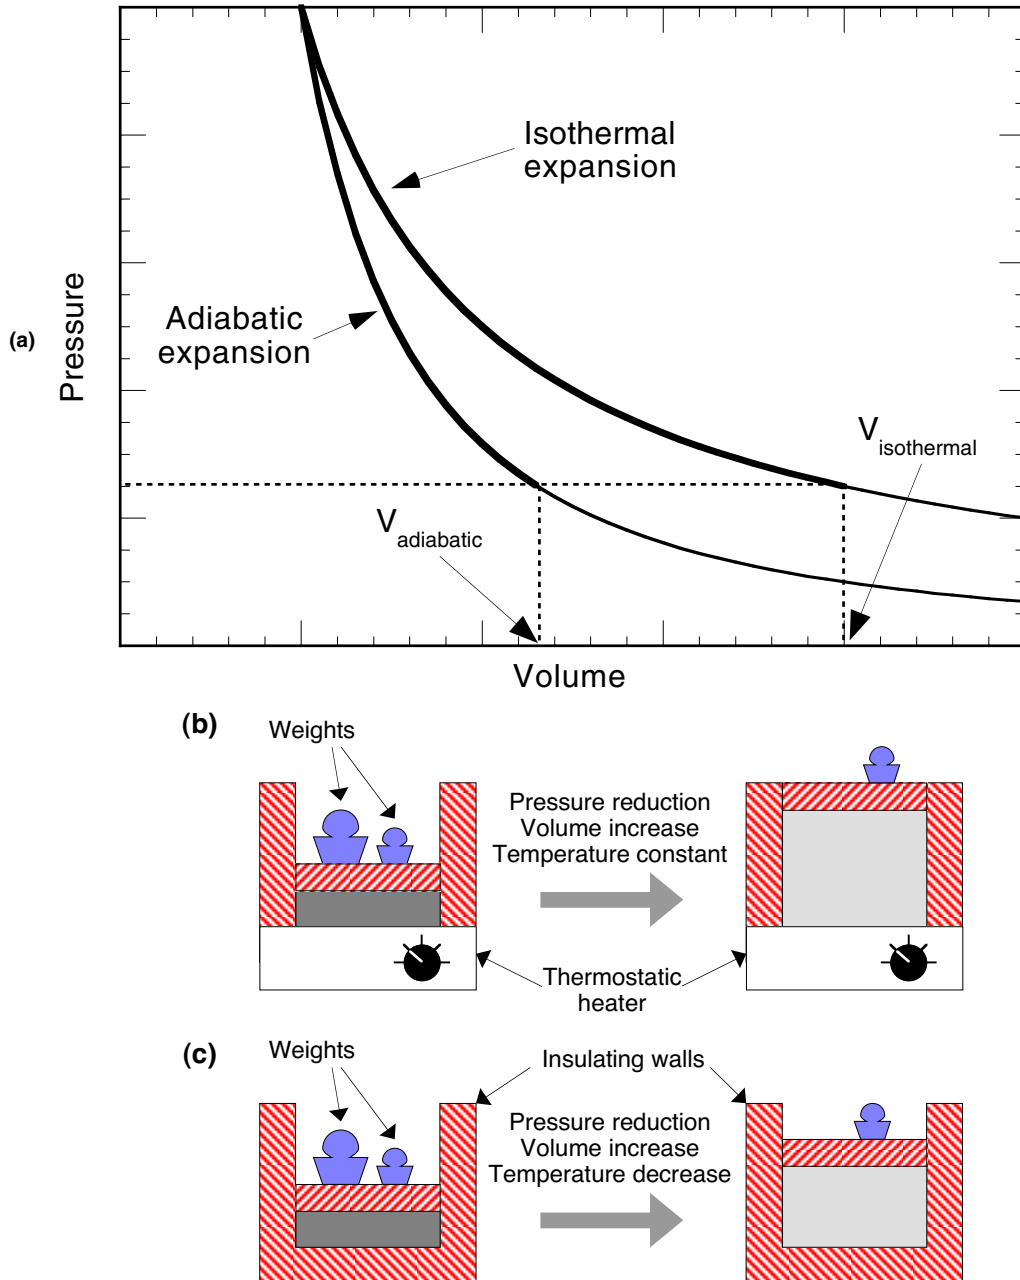 Isothermal
expansion
Adiabatic
expansion
(a)
Pressure
V isothermal
V adiabatic
Volume
(b)
Weights
Pressure reduction
Volume increase
Temperature constant
Thermostatic
heater
(c)
Weights
Insulating walls
Pressure reduction
Volume increase
Temperature decrease